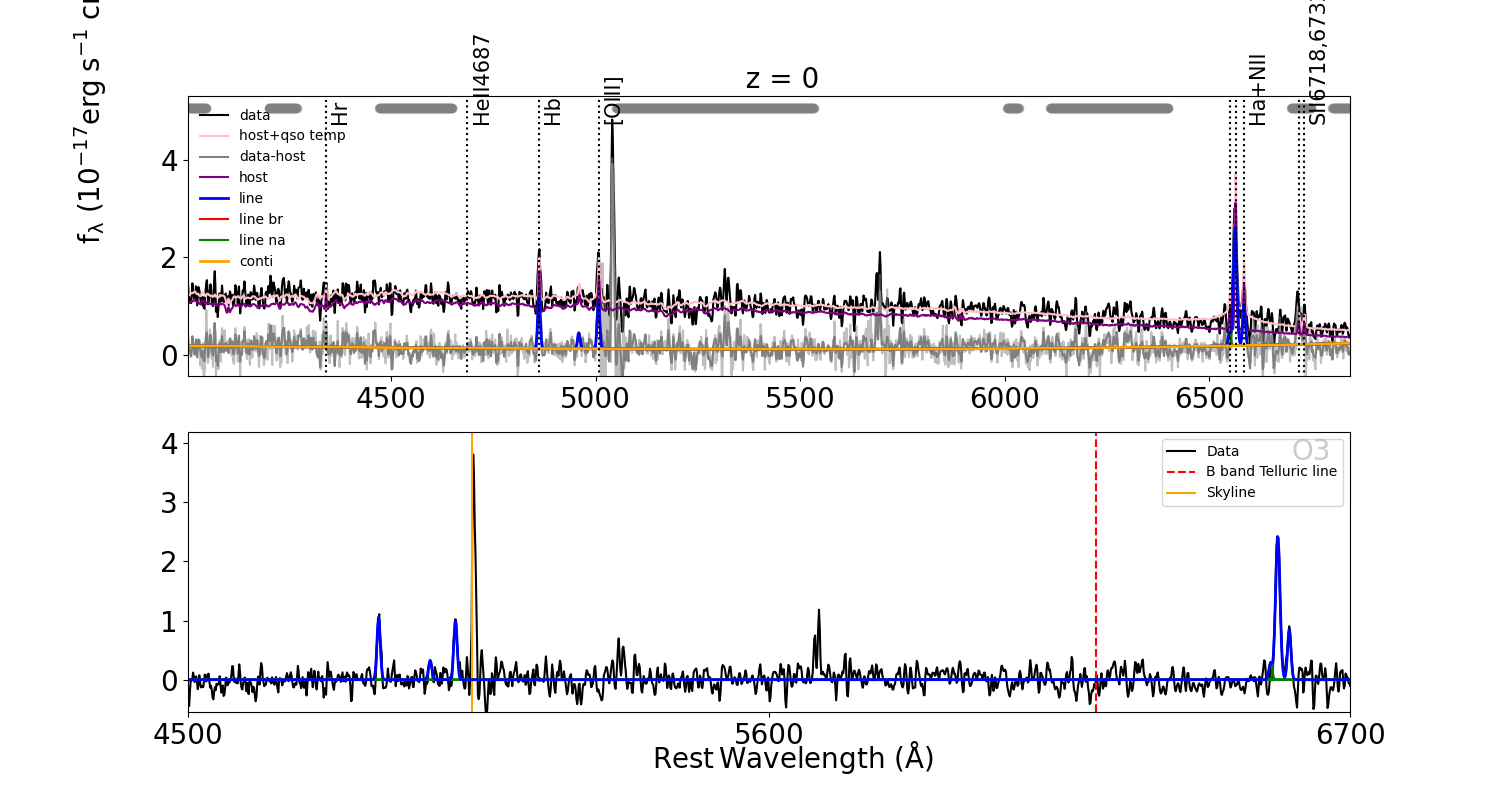 z = 0
f_λ (10^−17 erg s^−1
Hr
HeII4687
Hb
[OIII]
Ha+NII
SII6718,673
data
host+qso temp
data-host
host
line
line br
line na
conti
4
2
0
4500
5000
5500
6000
6500
O3
Data
B band Telluric line
Skyline
4
3
2
1
0
4500
5600
6700
Rest Wavelength (Å)